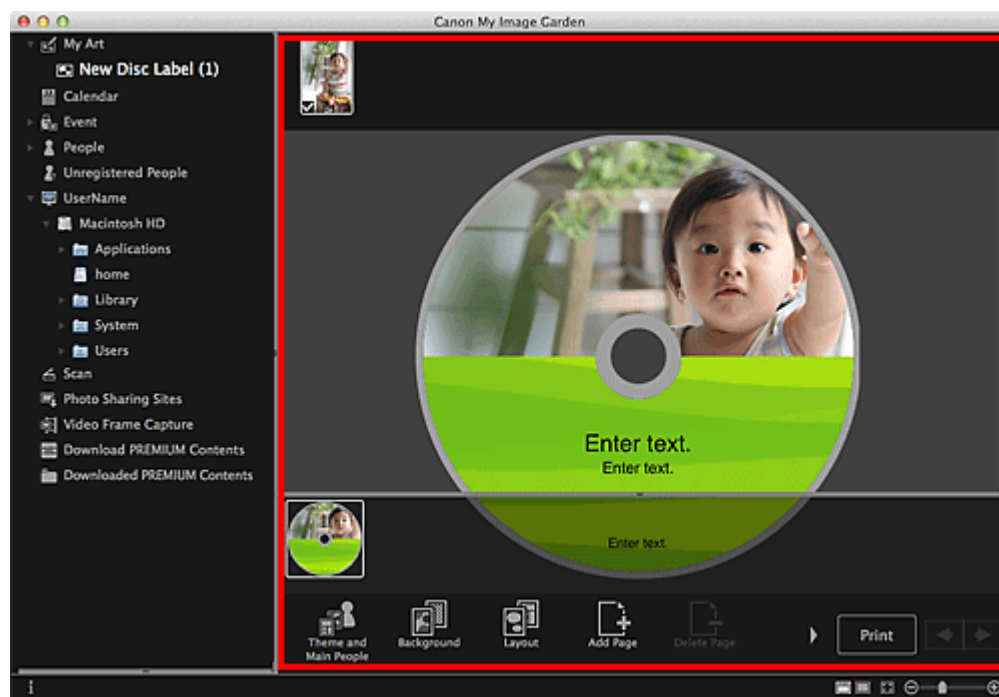 Canon My Image Garden
My Art
New Disc Label (1)
Calendar
Event
People
Unregistered People
UserName
Macintosh HD
Applications
home
Library
System
Users
Scan
Photo Sharing Sites
Video Frame Capture
Download PREMIUM Contents
Downloaded PREMIUM Contents
Enter text.
Enter text.
Enter text.
Theme and
Main People
Background
Layout
Add Page
Delete Page
Print